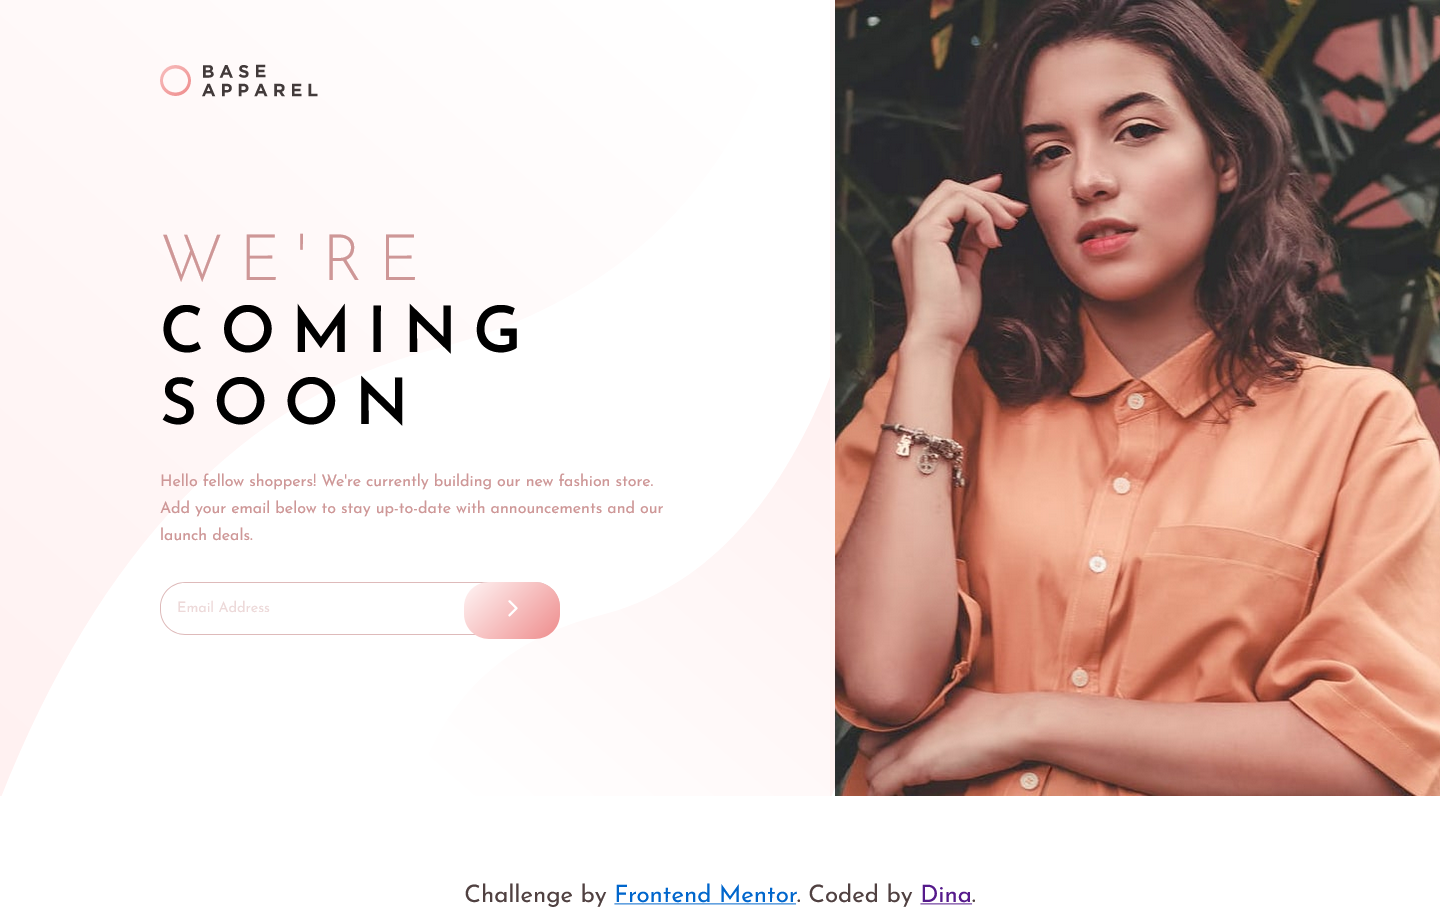 BASE
APPAREL
WE'RE
COMING
SOON
Hello fellow shoppers! We're currently building our new fashion store.
Add your email below to stay up-to-date with announcements and our
launch deals.
Email Address
Challenge by Frontend Mentor. Coded by Dina.